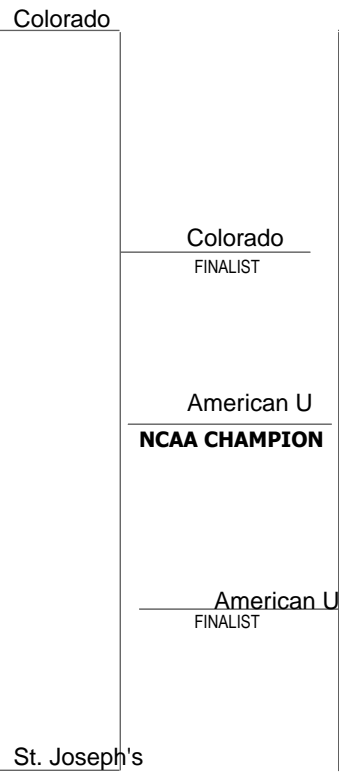 Colorado
Colorado
FINALIST
American U
NCAA CHAMPION
American U
FINALIST
St. Joseph's